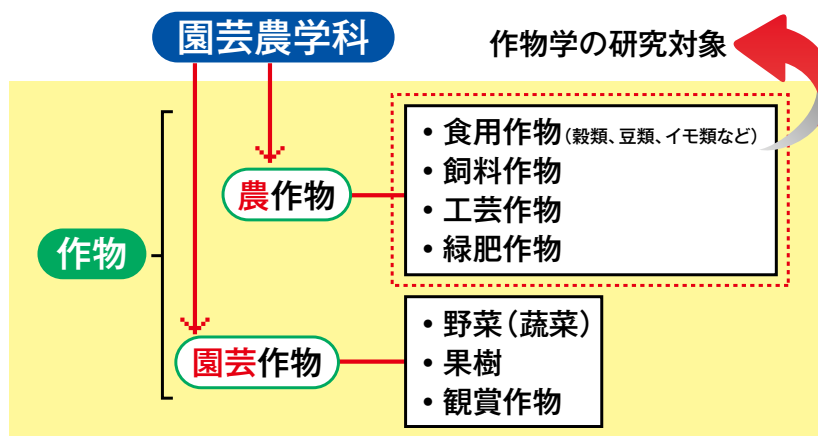 園芸農学科
作物学の研究対象
・食用作物(穀類、豆類、イモ類など)
・飼料作物
・工芸作物
・緑肥作物
農作物
作物
園芸作物
・野菜(蔬菜)
・果樹
・観賞作物